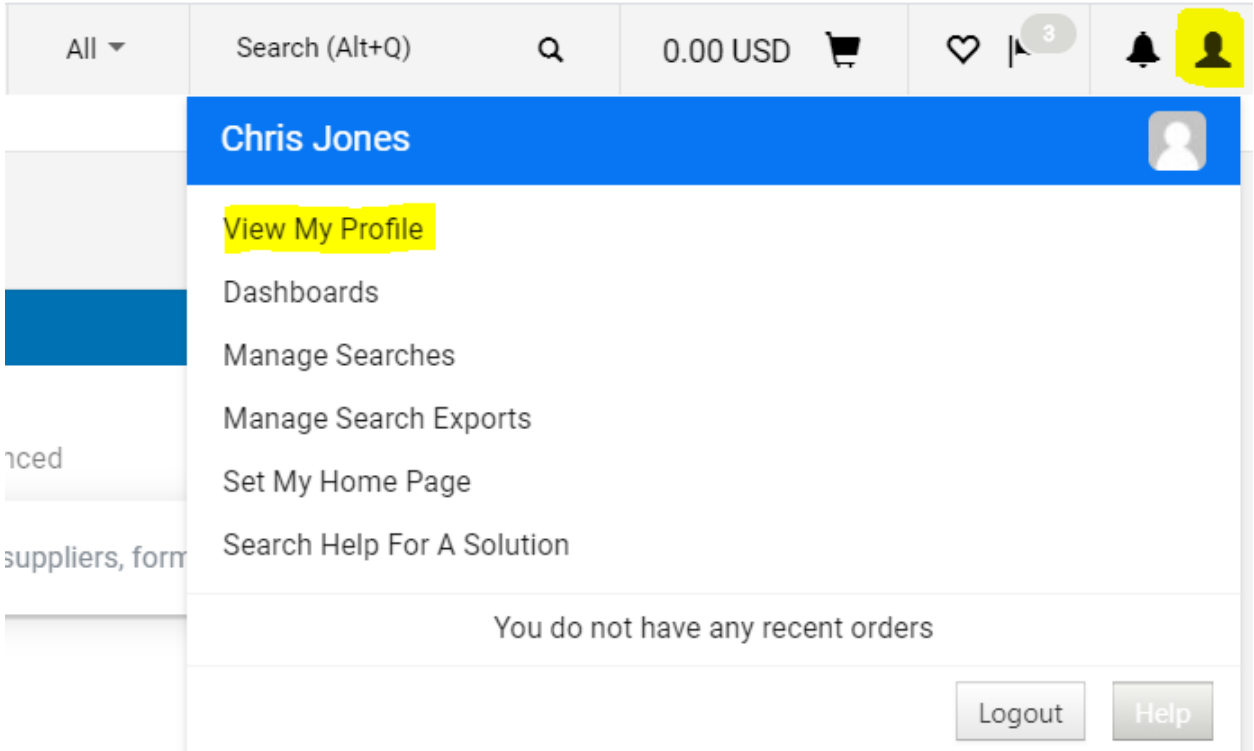 All
Search (Alt+Q)
0.00 USD
3
Chris Jones
View My Profile
Dashboards
Manage Searches
Manage Search Exports
nced
Set My Home Page
Search Help For A Solution
suppliers, form
You do not have any recent orders
Logout
Help